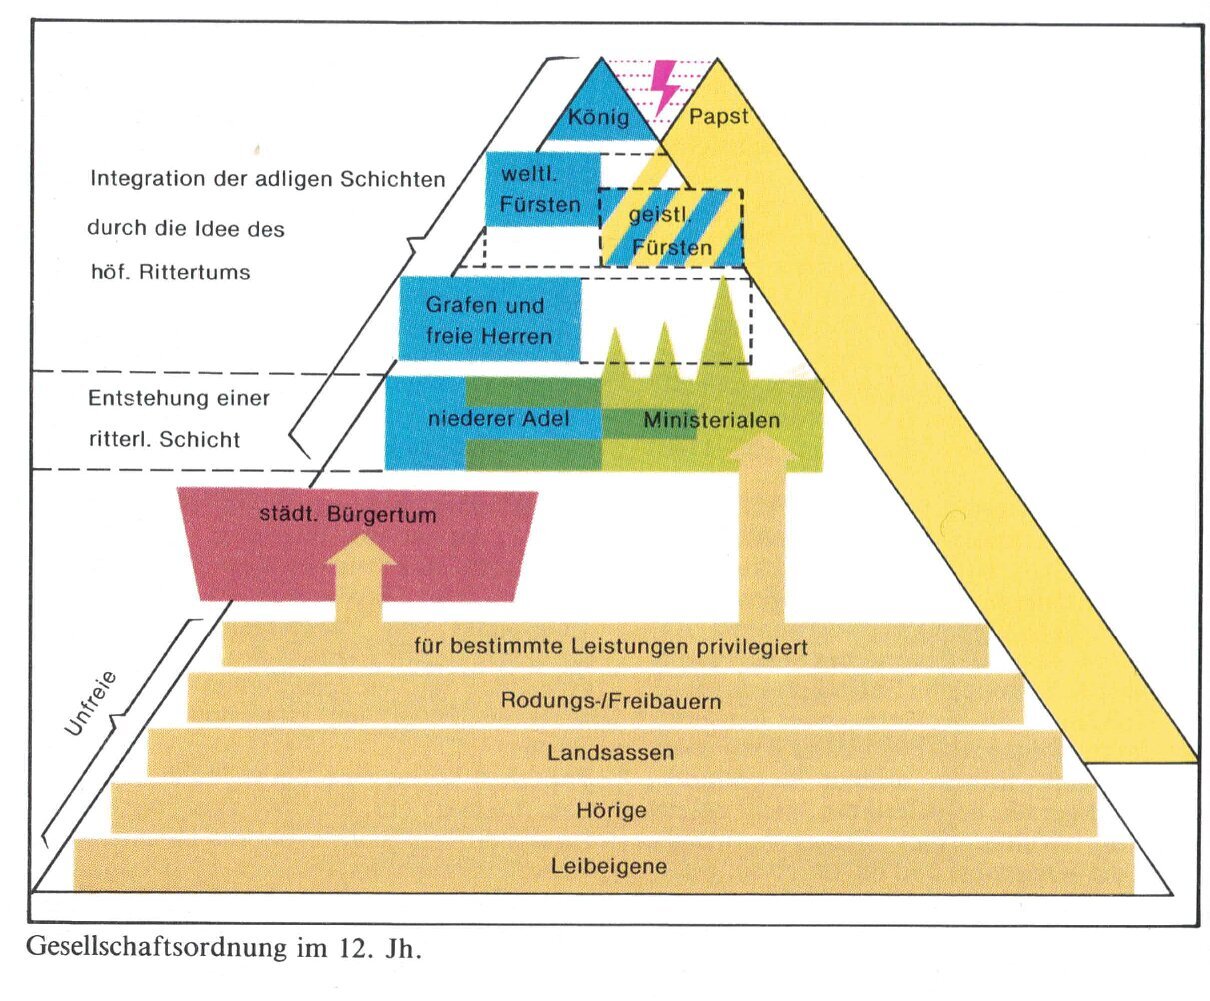 König
Papst
weltl.
Fürsten
geistl.
Fürsten
Integration der adligen Schichten
durch die Idee des
höf. Rittertums
Grafen und
freie Herren
Entstehung einer
ritterl. Schicht
niederer Adel
Ministerialen
städt. Bürgertum
Unfreie
für bestimmte Leistungen privilegiert
Rodungs-/Freibauern
Landsassen
Hörige
Leibeigene
Gesellschaftsordnung im 12. Jh.